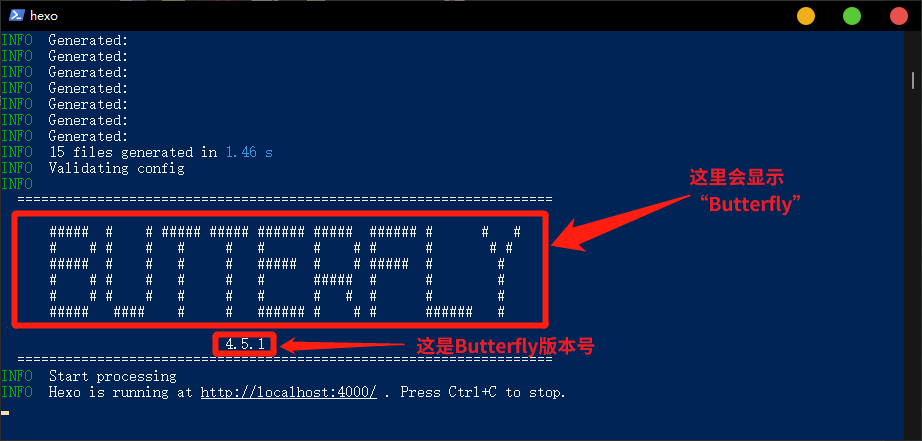 hexo
INFO  Generated:
INFO  Generated:
INFO  Generated:
INFO  Generated:
INFO  Generated:
INFO  Generated:
INFO  Generated:
INFO  15 files generated in 1.46 s
INFO  Validating config
INFO
===================================================================
BUTTERFLY
4.5.1
===================================================================
INFO  Start processing
INFO  Hexo is running at http://localhost:4000/ . Press Ctrl+C to stop.
这里会显示
“Butterfly”
这是Butterfly版本号